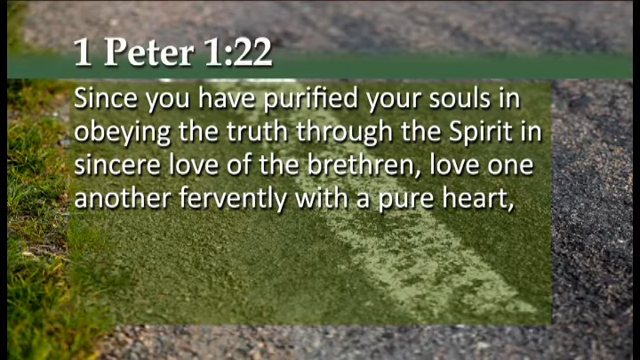 1 Peter 1:22
Since you have purified your souls in
obeying the truth through the Spirit in
sincere love of the brethren, love one
another fervently with a pure heart,